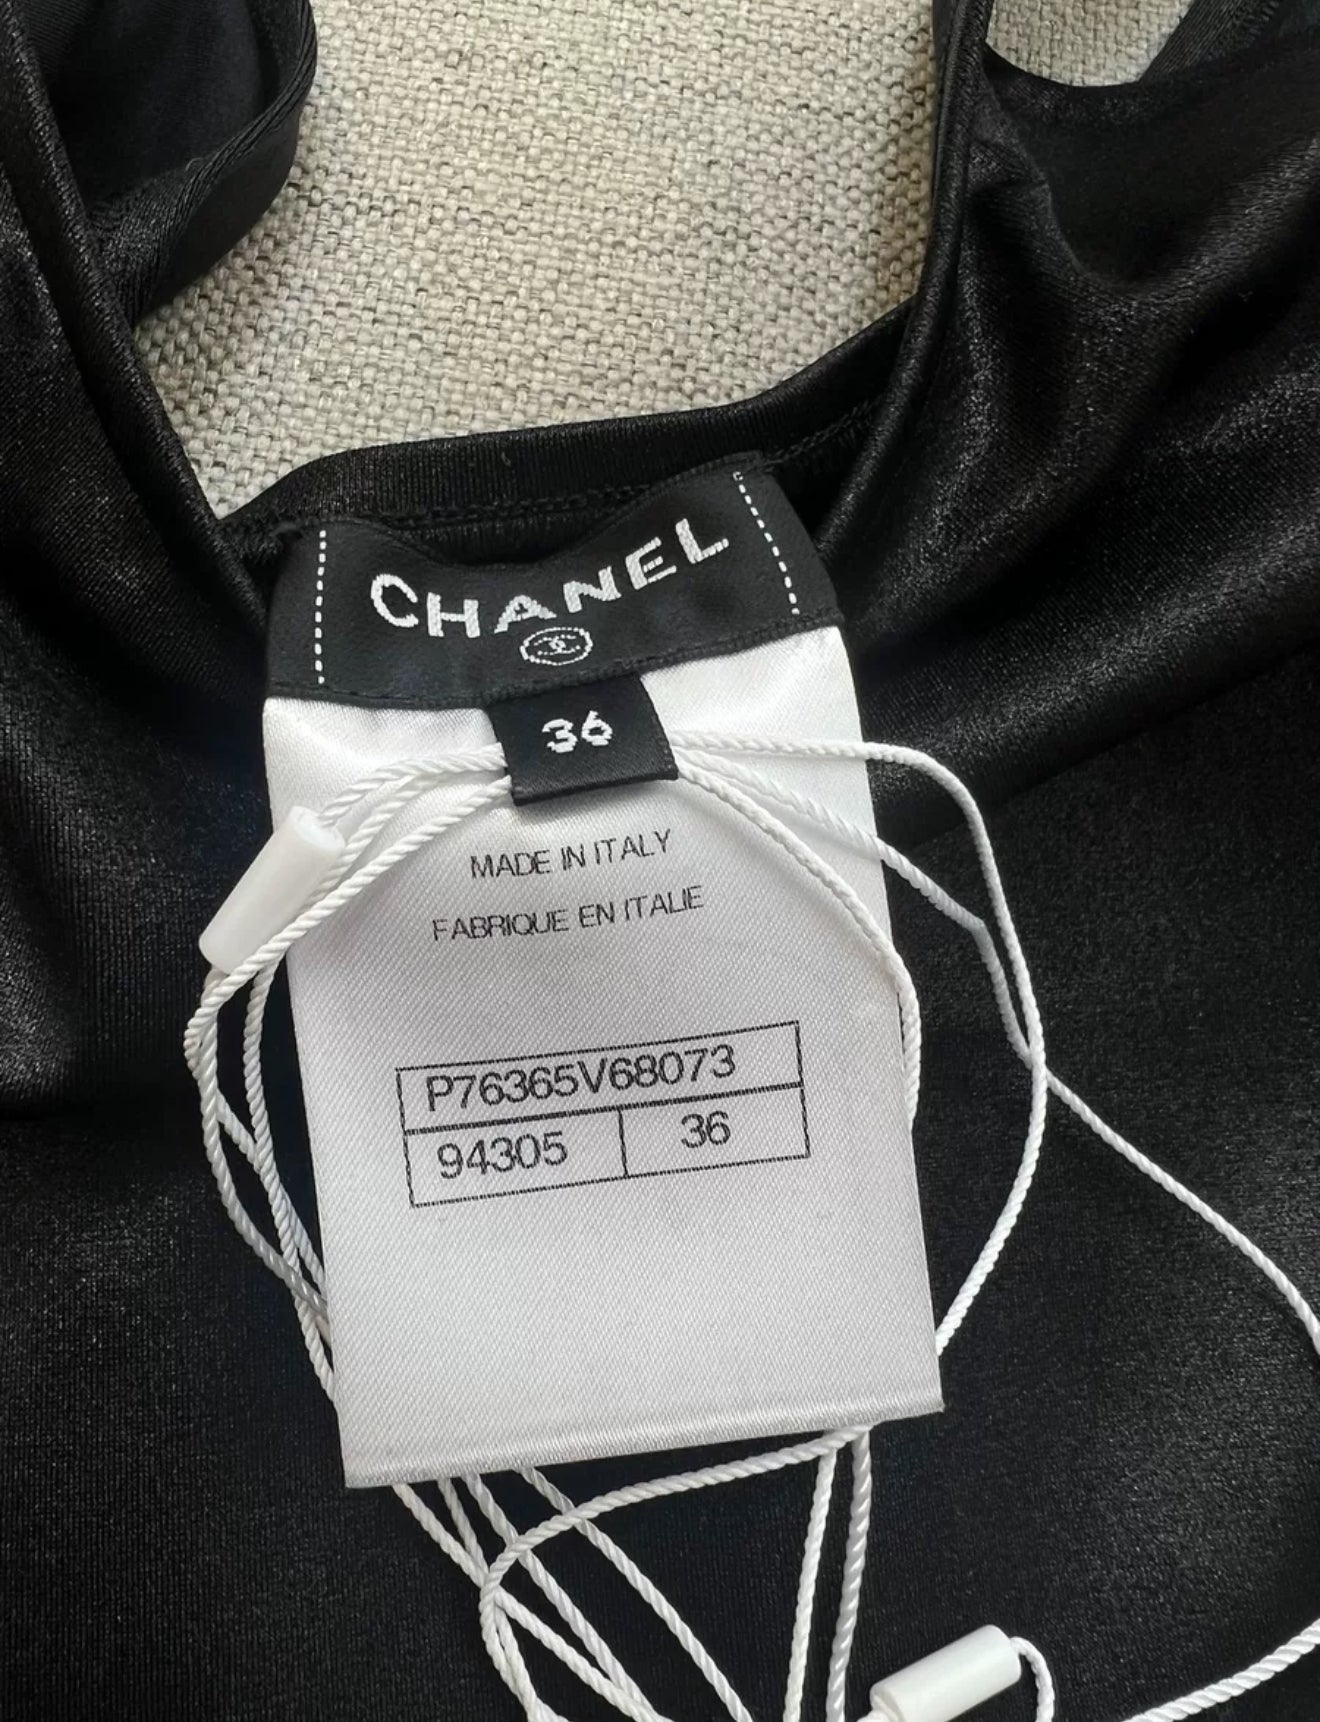 CHANEL
36
MADE IN ITALY
FABRIQUE EN ITALIE
P76365V68073
94305 36